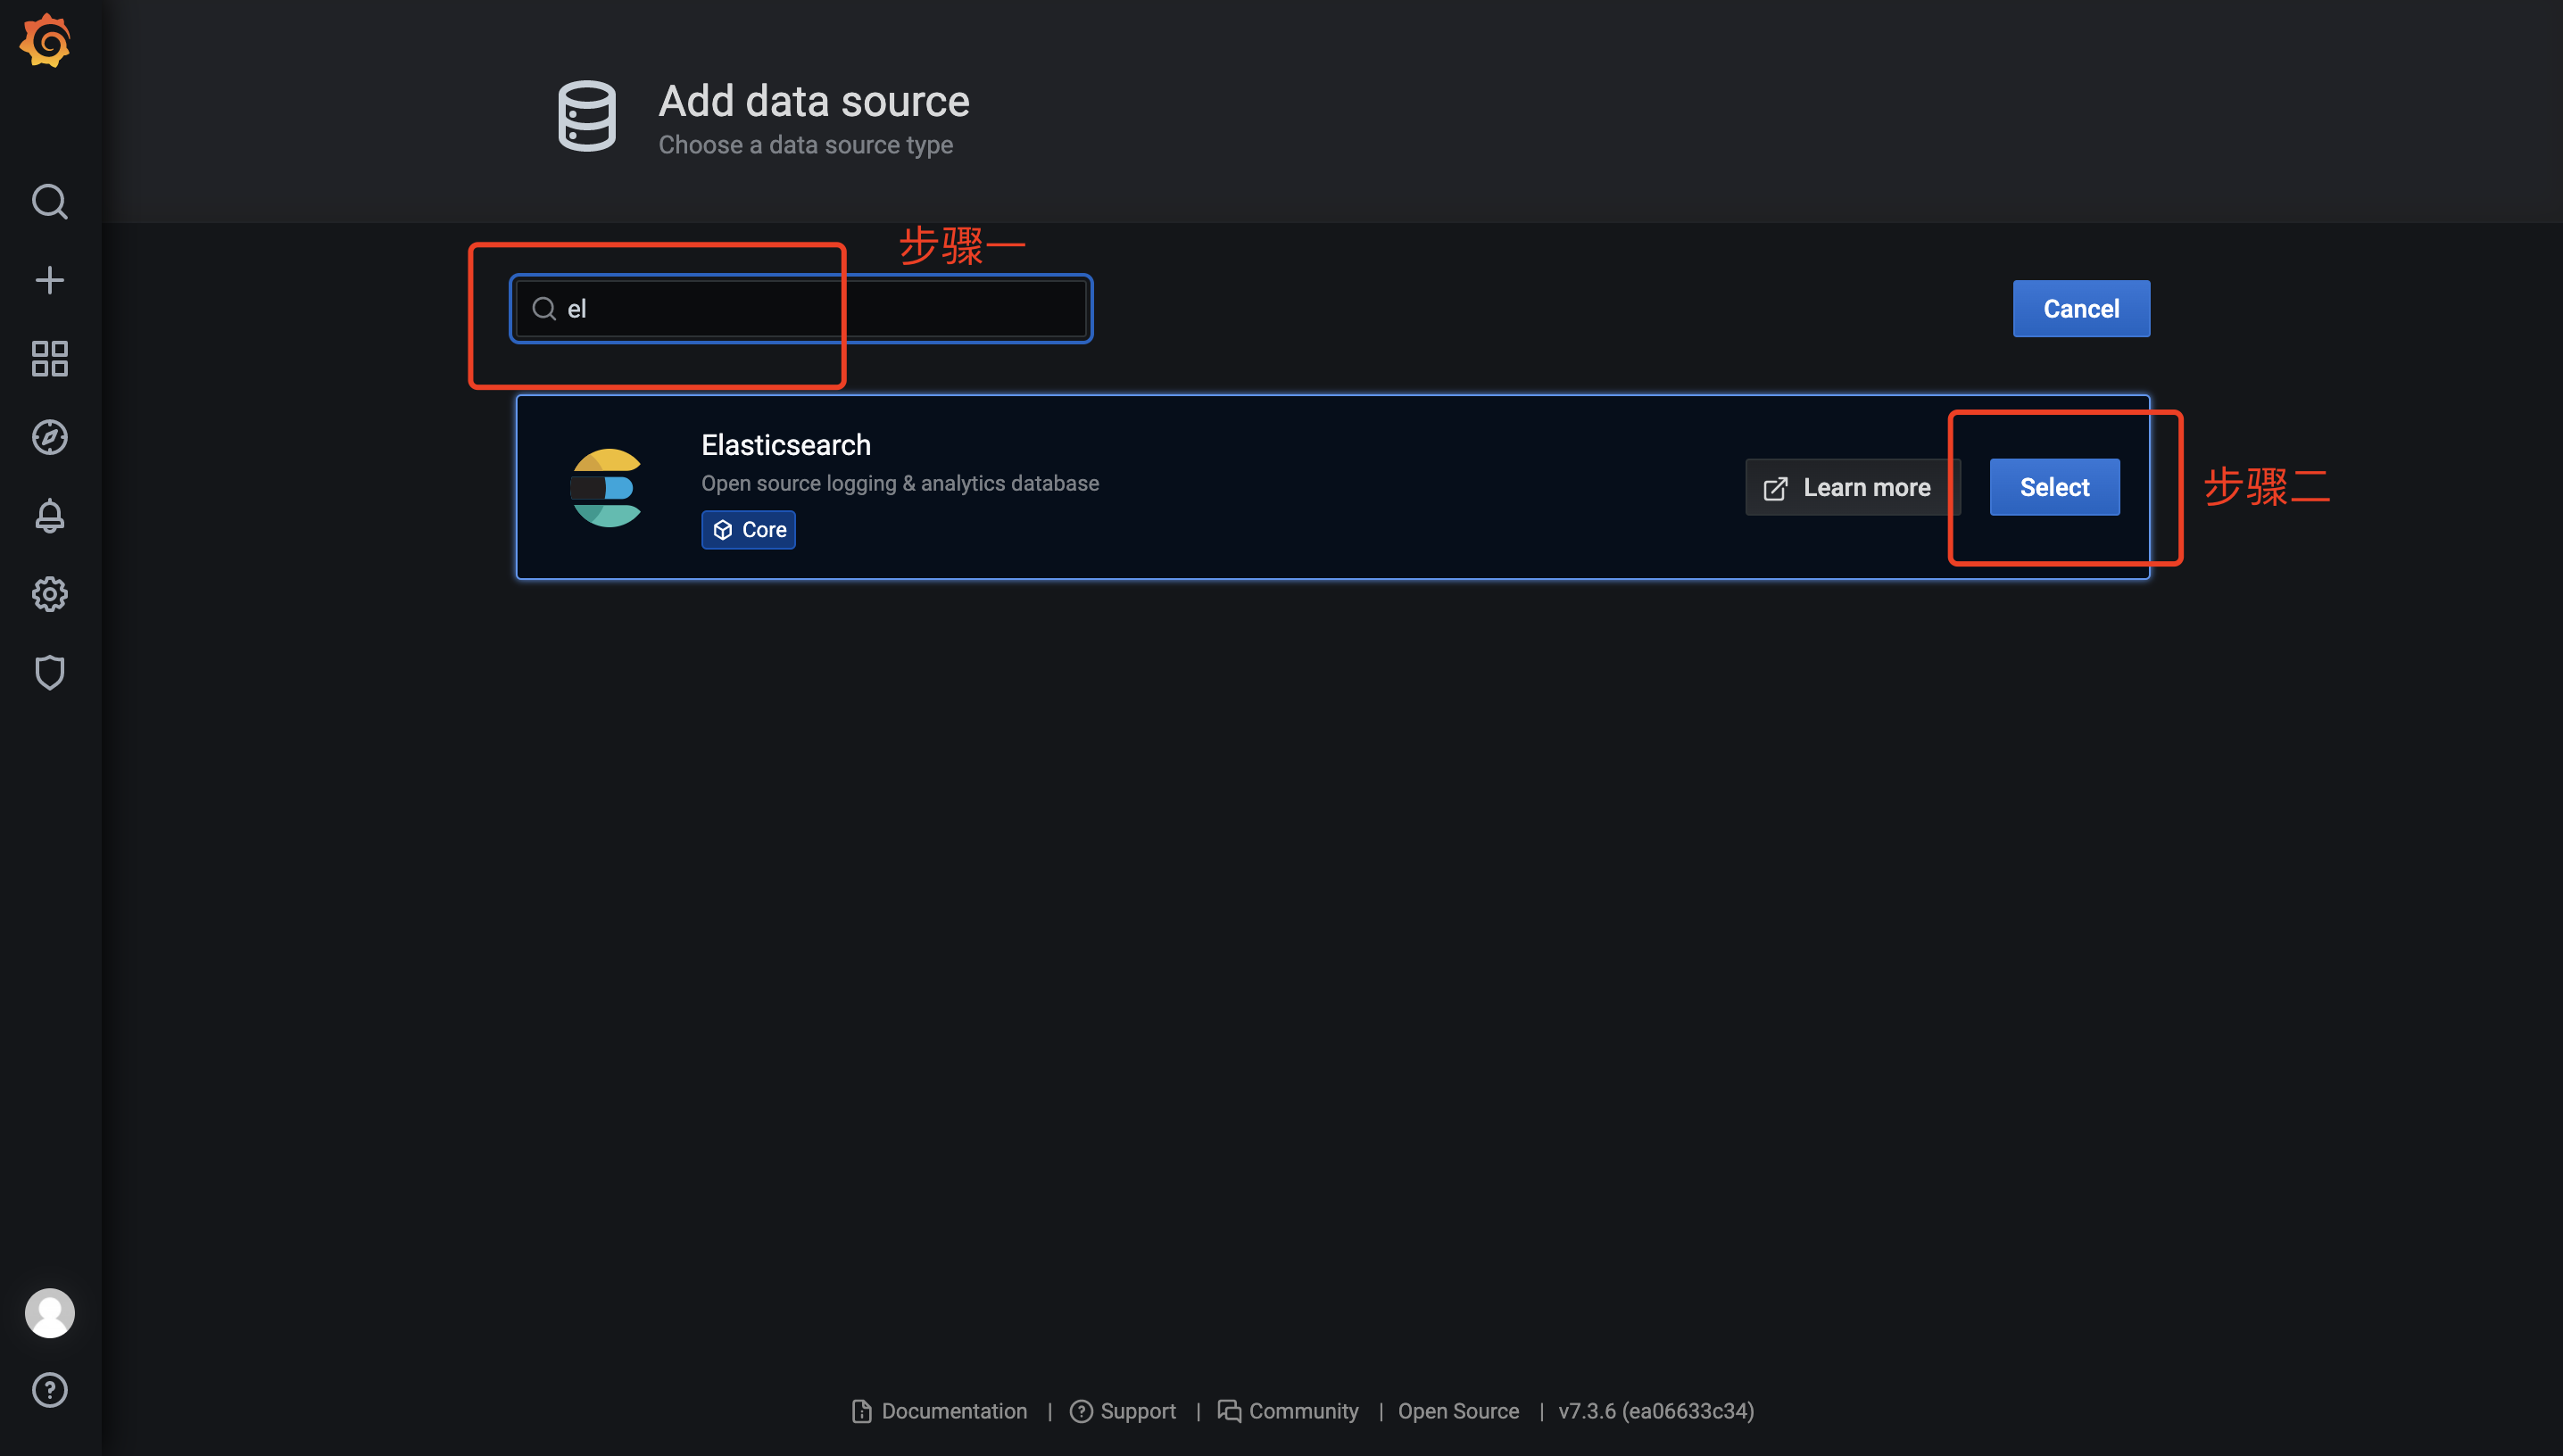 Add data source
Choose a data source type
步骤一
el
Cancel
Elasticsearch
Open source logging & analytics database
Core
Learn more
Select
步骤二
Documentation | Support | Community | Open Source | v7.3.6 (ea06633c34)